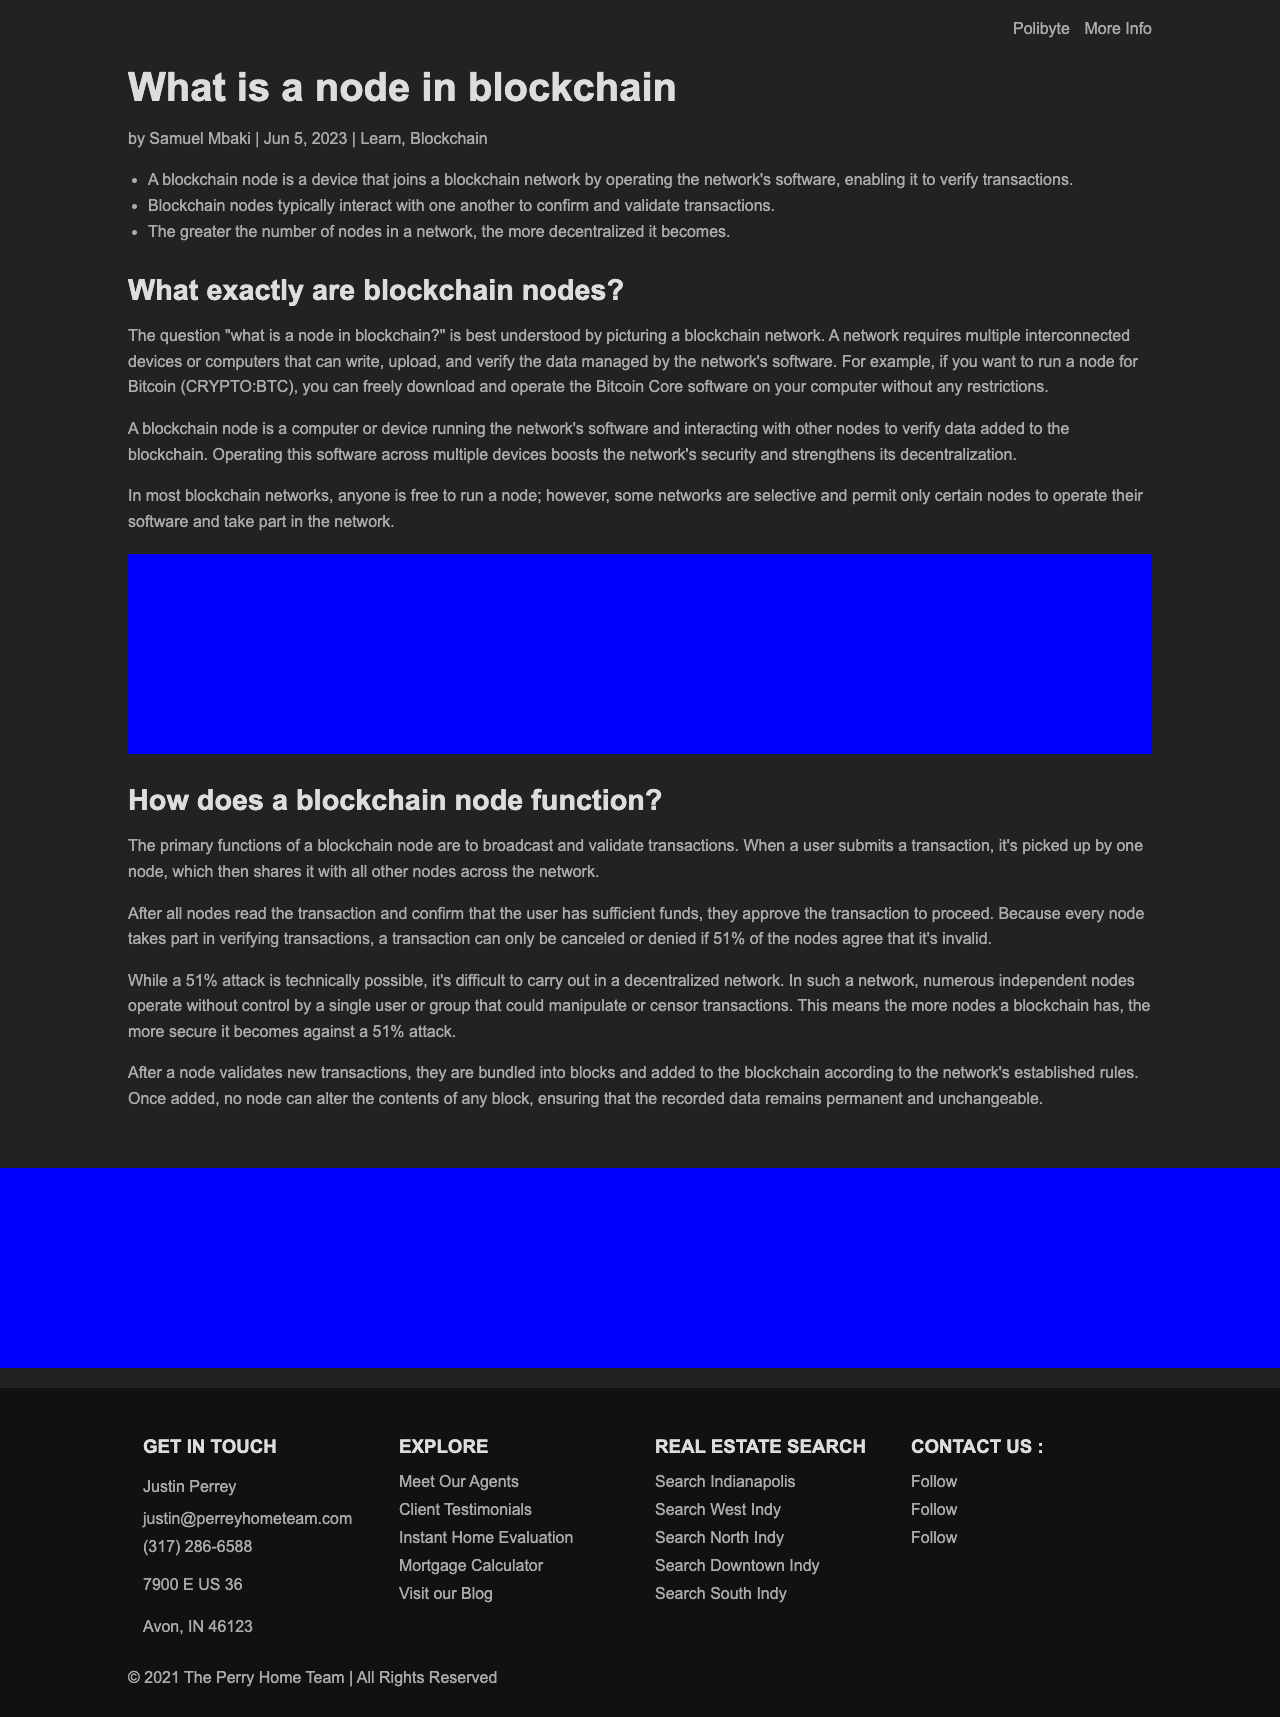 Polibyte More Info
What is a node in blockchain
by Samuel Mbaki | Jun 5, 2023 | Learn, Blockchain
• A blockchain node is a device that joins a blockchain network by operating the network's software, enabling it to verify transactions.
• Blockchain nodes typically interact with one another to confirm and validate transactions.
• The greater the number of nodes in a network, the more decentralized it becomes.
What exactly are blockchain nodes?
The question "what is a node in blockchain?" is best understood by picturing a blockchain network. A network requires multiple interconnected
devices or computers that can write, upload, and verify the data managed by the network's software. For example, if you want to run a node for
Bitcoin (CRYPTO:BTC), you can freely download and operate the Bitcoin Core software on your computer without any restrictions.
A blockchain node is a computer or device running the network's software and interacting with other nodes to verify data added to the
blockchain. Operating this software across multiple devices boosts the network's security and strengthens its decentralization.
In most blockchain networks, anyone is free to run a node; however, some networks are selective and permit only certain nodes to operate their
software and take part in the network.
How does a blockchain node function?
The primary functions of a blockchain node are to broadcast and validate transactions. When a user submits a transaction, it's picked up by one
node, which then shares it with all other nodes across the network.
After all nodes read the transaction and confirm that the user has sufficient funds, they approve the transaction to proceed. Because every node
takes part in verifying transactions, a transaction can only be canceled or denied if 51% of the nodes agree that it's invalid.
While a 51% attack is technically possible, it's difficult to carry out in a decentralized network. In such a network, numerous independent nodes
operate without control by a single user or group that could manipulate or censor transactions. This means the more nodes a blockchain has, the
more secure it becomes against a 51% attack.
After a node validates new transactions, they are bundled into blocks and added to the blockchain according to the network's established rules.
Once added, no node can alter the contents of any block, ensuring that the recorded data remains permanent and unchangeable.
GET IN TOUCH
Justin Perrey
justin@perreyhometeam.com
(317) 286-6588
7900 E US 36
Avon, IN 46123
EXPLORE
Meet Our Agents
Client Testimonials
Instant Home Evaluation
Mortgage Calculator
Visit our Blog
REAL ESTATE SEARCH
Search Indianapolis
Search West Indy
Search North Indy
Search Downtown Indy
Search South Indy
CONTACT US :
Follow
Follow
Follow
© 2021 The Perry Home Team | All Rights Reserved